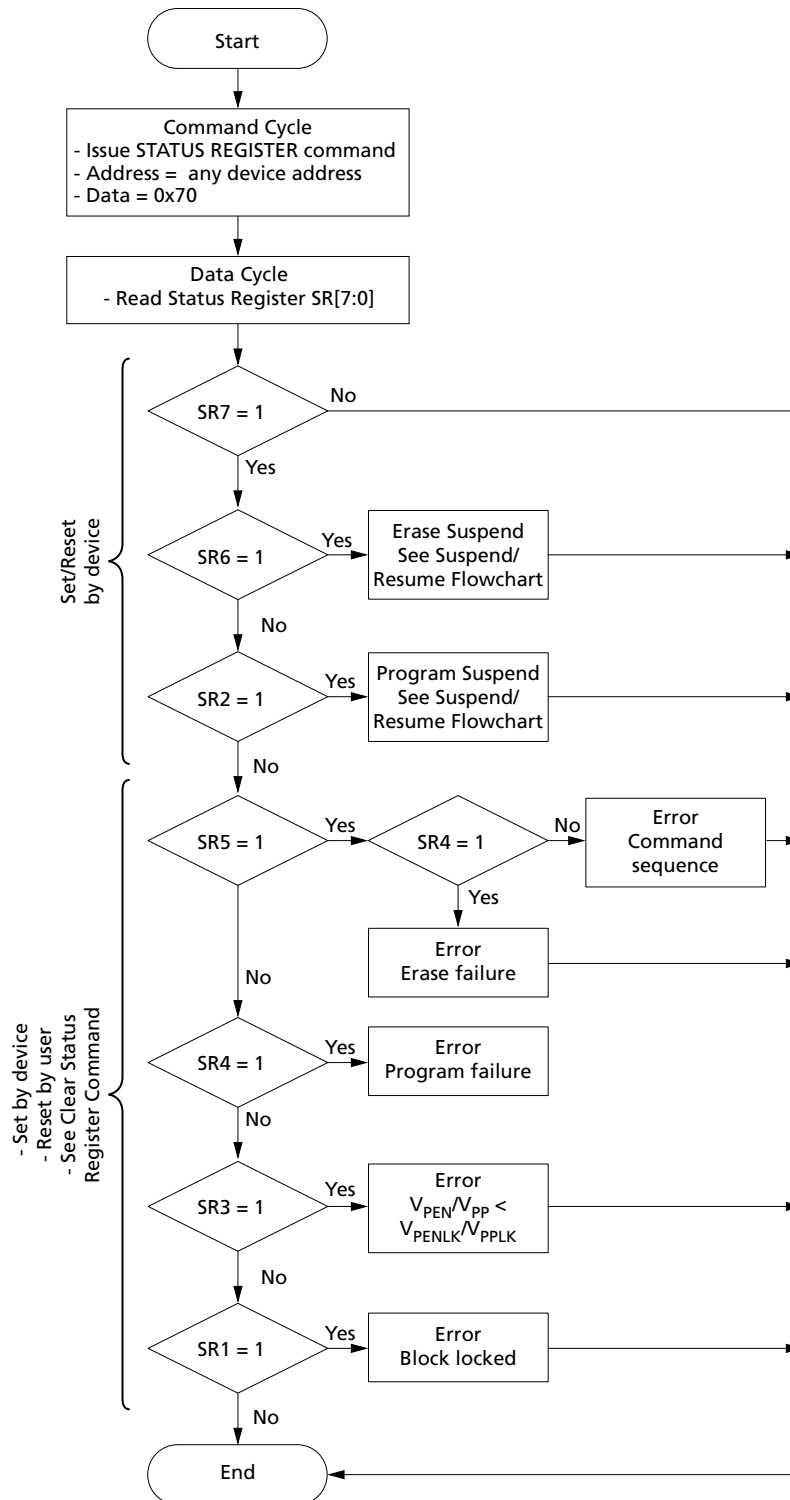 Start
Command Cycle
- Issue STATUS REGISTER command
- Address = any device address
- Data = 0x70
Data Cycle
- Read Status Register SR[7:0]
Set/Reset
by device
SR7 = 1
No
Yes
SR6 = 1
Yes
Erase Suspend
See Suspend/
Resume Flowchart
No
SR2 = 1
Yes
Program Suspend
See Suspend/
Resume Flowchart
No
- Set by device
- Reset by user
- See Clear Status
Register Command
SR5 = 1
Yes
SR4 = 1
No
Error
Command
sequence
Yes
Error
Erase failure
No
SR4 = 1
Yes
Error
Program failure
No
SR3 = 1
Yes
Error
VPEN/VPP <
VPENLK/VPPLK
No
SR1 = 1
Yes
Error
Block locked
No
End